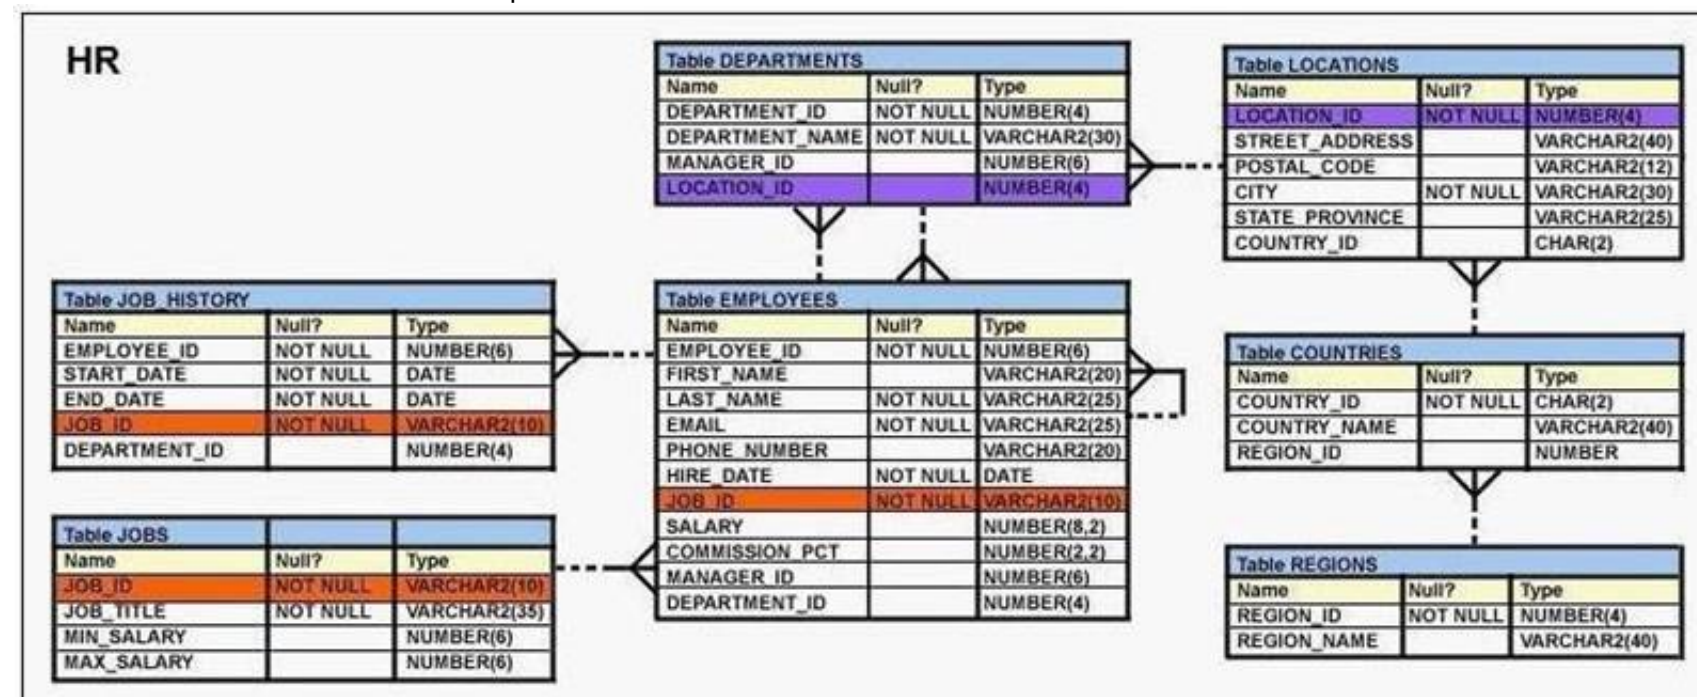 HR
Table DEPARTMENTS
Name Null? Type
DEPARTMENT_ID NOT NULL NUMBER(4)
DEPARTMENT_NAME NOT NULL VARCHAR2(30)
MANAGER_ID NUMBER(6)
LOCATION_ID NUMBER(4)
Table LOCATIONS
Name Null? Type
LOCATION_ID NOT NULL NUMBER(4)
STREET_ADDRESS VARCHAR2(40)
POSTAL_CODE VARCHAR2(12)
CITY NOT NULL VARCHAR2(30)
STATE_PROVINCE VARCHAR2(25)
COUNTRY_ID CHAR(2)
Table JOB_HISTORY
Name Null? Type
EMPLOYEE_ID NOT NULL NUMBER(6)
START_DATE NOT NULL DATE
END_DATE NOT NULL DATE
JOB_ID NOT NULL VARCHAR2(10)
DEPARTMENT_ID NUMBER(4)
Table EMPLOYEES
Name Null? Type
EMPLOYEE_ID NOT NULL NUMBER(6)
FIRST_NAME VARCHAR2(20)
LAST_NAME NOT NULL VARCHAR2(25)
EMAIL NOT NULL VARCHAR2(25)
PHONE_NUMBER VARCHAR2(20)
HIRE_DATE NOT NULL DATE
JOB_ID NOT NULL VARCHAR2(10)
SALARY NUMBER(8,2)
COMMISSION_PCT NUMBER(2,2)
MANAGER_ID NUMBER(6)
DEPARTMENT_ID NUMBER(4)
Table COUNTRIES
Name Null? Type
COUNTRY_ID NOT NULL CHAR(2)
COUNTRY_NAME VARCHAR2(40)
REGION_ID NUMBER
Table JOBS
Name Null? Type
JOB_ID NOT NULL VARCHAR2(10)
JOB_TITLE NOT NULL VARCHAR2(35)
MIN_SALARY NUMBER(6)
MAX_SALARY NUMBER(6)
Table REGIONS
Name Null? Type
REGION_ID NOT NULL NUMBER(4)
REGION_NAME VARCHAR2(40)